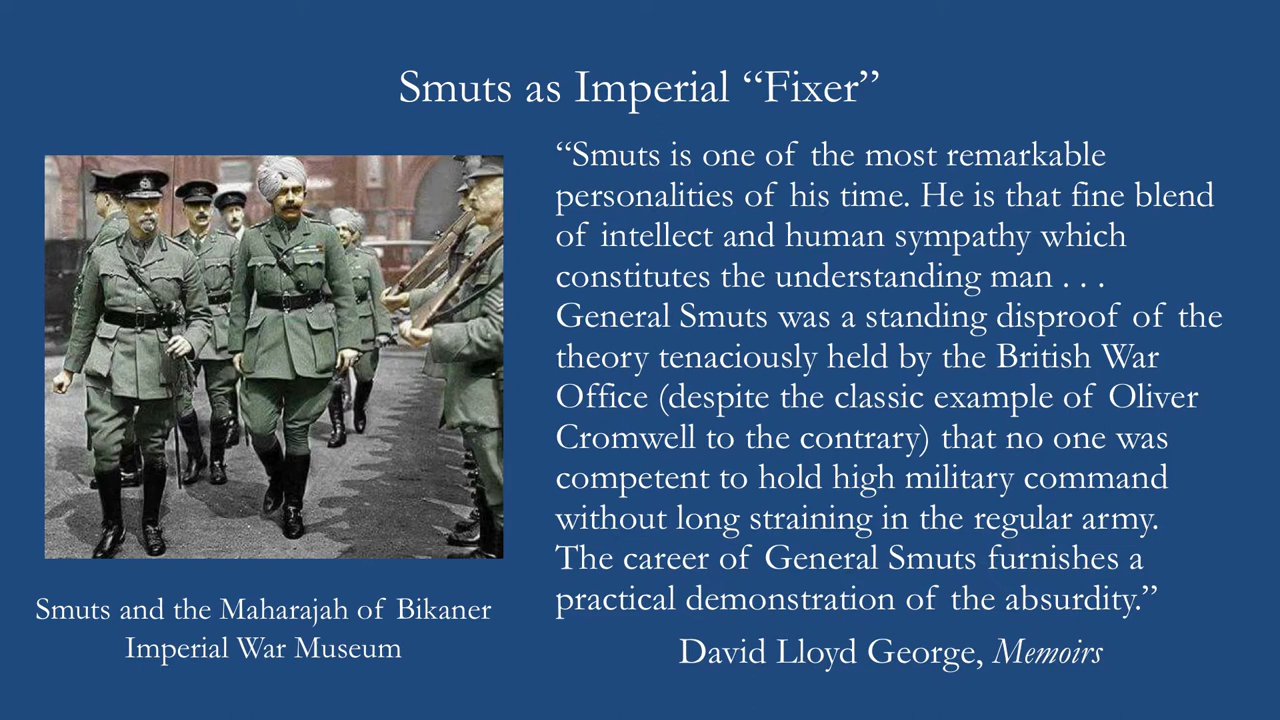 Smuts as Imperial “Fixer”
“Smuts is one of the most remarkable
personalities of his time. He is that fine blend
of intellect and human sympathy which
constitutes the understanding man . . .
General Smuts was a standing disproof of the
theory tenaciously held by the British War
Office (despite the classic example of Oliver
Cromwell to the contrary) that no one was
competent to hold high military command
without long straining in the regular army.
The career of General Smuts furnishes a
practical demonstration of the absurdity.”
David Lloyd George, Memoirs
Smuts and the Maharajah of Bikaner
Imperial War Museum